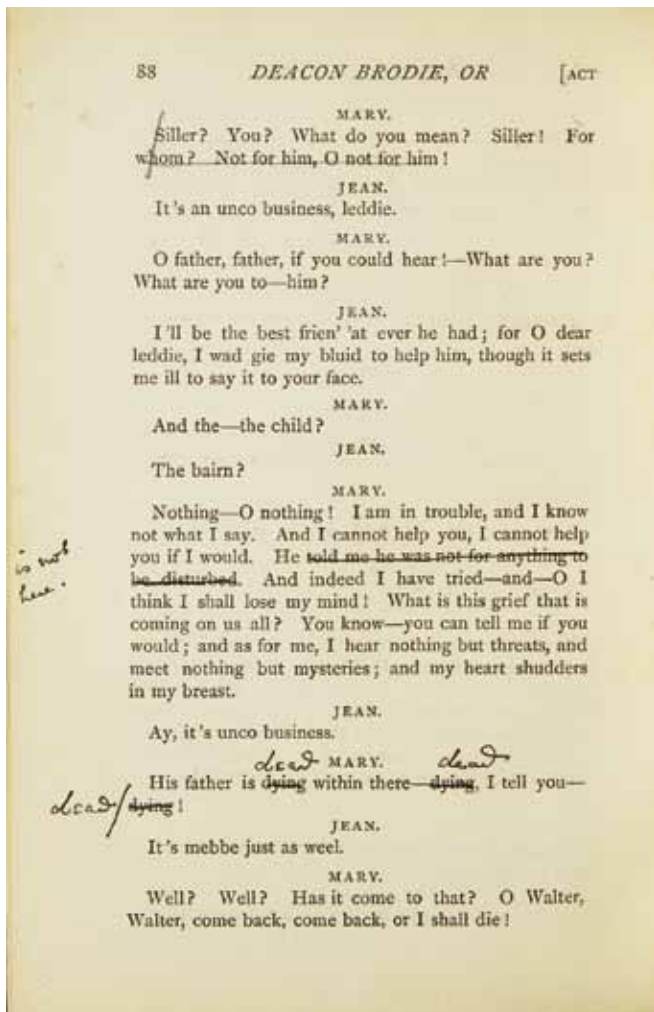 88 DEACON BRODIE, OR [ACT
MARY.
Siller? You? What do you mean? Siller! For
whom? Not for him, O not for him!
JEAN.
It's an unco business, leddie.
MARY.
O father, father, if you could hear!—What are you?
What are you to—him?
JEAN.
I'll be the best frien' 'at ever he had; for O dear
leddie, I wad gie my bluid to help him, though it sets
me ill to say it to your face.
MARY.
And the—the child?
JEAN.
The bairn?
MARY.
Nothing—O nothing! I am in trouble, and I know
not what I say. And I cannot help you, I cannot help
is not
you if I would. He told me he was not for anything to
here.
be disturbed. And indeed I have tried—and—O I
think I shall lose my mind! What is this grief that is
coming on us all? You know—you can tell me if you
would; and as for me, I hear nothing but threats, and
meet nothing but mysteries; and my heart shudders
in my breast.
JEAN.
Ay, it's unco business.
dead MARY. dead
His father is dying within there—dying, I tell you—
dead/ dying!
JEAN.
It's mebbe just as weel.
MARY.
Well? Well? Has it come to that? O Walter,
Walter, come back, come back, or I shall die!